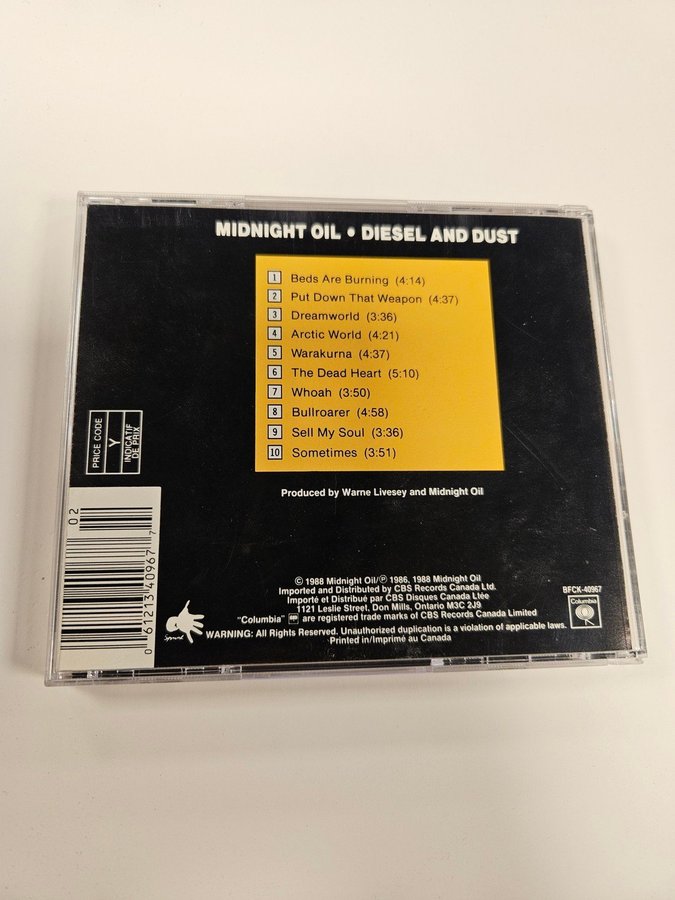 MIDNIGHT OIL • DIESEL AND DUST
1 Beds Are Burning (4:14)
2 Put Down That Weapon (4:37)
3 Dreamworld (3:36)
4 Arctic World (4:21)
5 Warakurna (4:37)
6 The Dead Heart (5:10)
7 Whoah (3:50)
8 Bullroarer (4:58)
9 Sell My Soul (3:36)
10 Sometimes (3:51)
Produced by Warne Livesey and Midnight Oil
PRICE CODE
Y
INDICATIF
DE PRIX
02
0 61213 40967 7
© 1988 Midnight Oil/℗ 1986, 1988 Midnight Oil
Imported and Distributed by CBS Records Canada Ltd.
Importé et Distribué par CBS Disques Canada Ltée
1121 Leslie Street, Don Mills, Ontario M3C 2J9
"Columbia" are registered trade marks of CBS Records Canada Limited
WARNING: All Rights Reserved. Unauthorized duplication is a violation of applicable laws.
Printed in/Imprimé au Canada
BFCK-40967
Columbia